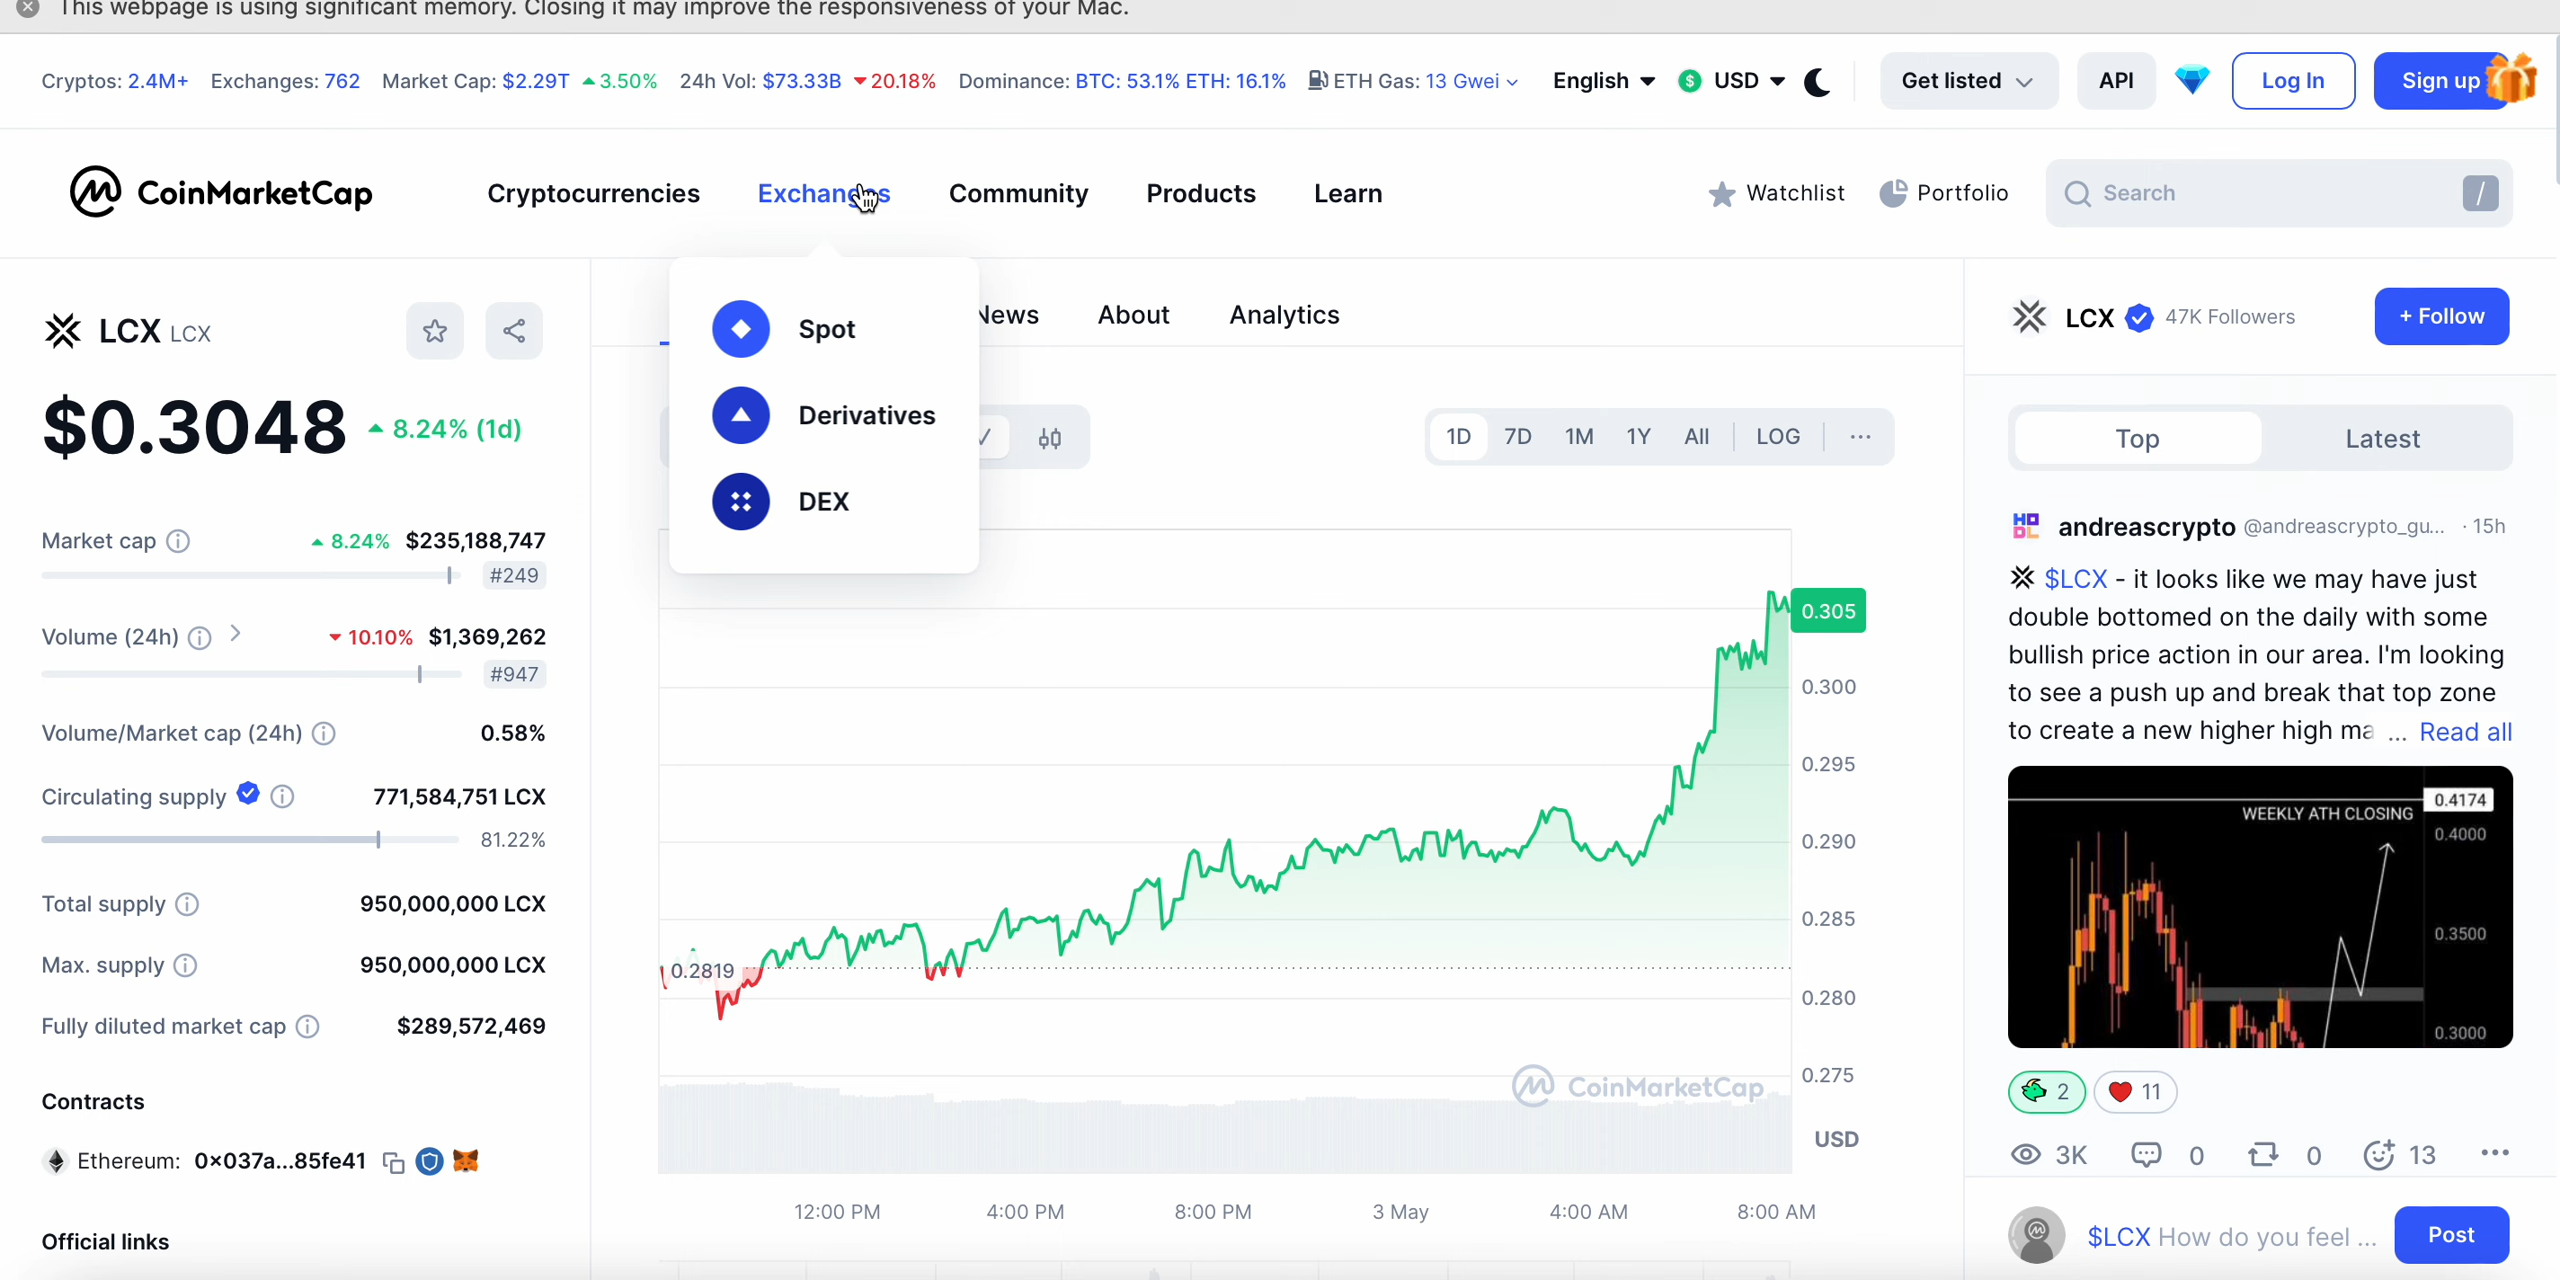 This webpage is using significant memory. Closing it may improve the responsiveness of your Mac.
Cryptos: 2.4M+ Exchanges: 762 Market Cap: $2.29T 3.50% 24h Vol: $73.33B 20.18% Dominance: BTC: 53.1% ETH: 16.1% ETH Gas: 13 Gwei English USD Get listed API Log In Sign up
CoinMarketCap Cryptocurrencies Exchanges Community Products Learn Watchlist Portfolio Search /
Spot
Derivatives
DEX
LCX LCX
$0.3048 8.24% (1d)
Market cap 8.24% $235,188,747
#249
Volume (24h) 10.10% $1,369,262
#947
Volume/Market cap (24h) 0.58%
Circulating supply 771,584,751 LCX
81.22%
Total supply 950,000,000 LCX
Max. supply 950,000,000 LCX
Fully diluted market cap $289,572,469
Contracts
Ethereum: 0x037a...85fe41
Official links
News About Analytics
1D 7D 1M 1Y All LOG ...
0.305
0.300
0.295
0.290
0.285
0.280
0.275
0.2819
CoinMarketCap
USD
12:00 PM 4:00 PM 8:00 PM 3 May 4:00 AM 8:00 AM
LCX 47K Followers + Follow
Top Latest
HODL andreascrypto @andreascrypto_gu... · 15h
$LCX - it looks like we may have just
double bottomed on the daily with some
bullish price action in our area. I'm looking
to see a push up and break that top zone
to create a new higher high ma ... Read all
WEEKLY ATH CLOSING 0.4174
0.4000
0.3500
0.3000
2 11
3K 0 0 13 ...
$LCX How do you feel ... Post